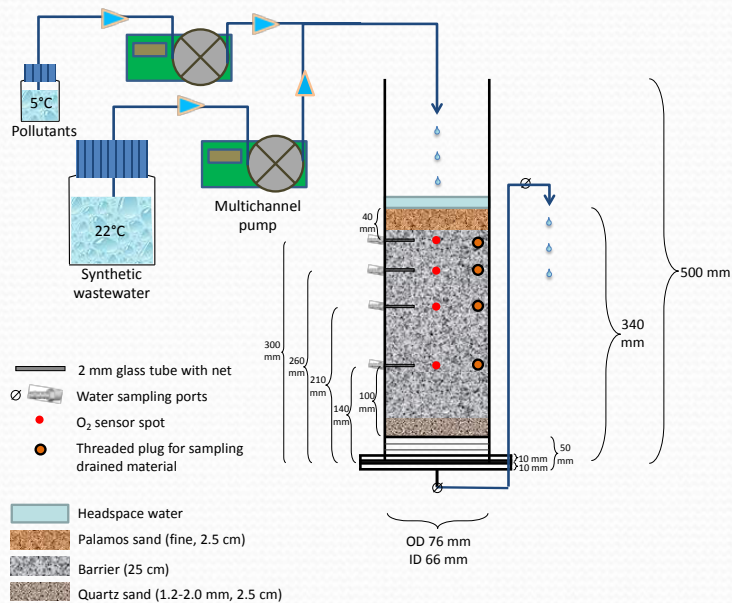 5°C
Pollutants
22°C
Synthetic
wastewater
Multichannel
pump
40
mm
300
mm
260
mm
210
mm
140
mm
100
mm
50
mm
10 mm
10 mm
340
mm
500 mm
OD 76 mm
ID 66 mm
2 mm glass tube with net
Ø Water sampling ports
O₂ sensor spot
Threaded plug for sampling
drained material
Headspace water
Palamos sand (fine, 2.5 cm)
Barrier (25 cm)
Quartz sand (1.2-2.0 mm, 2.5 cm)
Ø
Ø